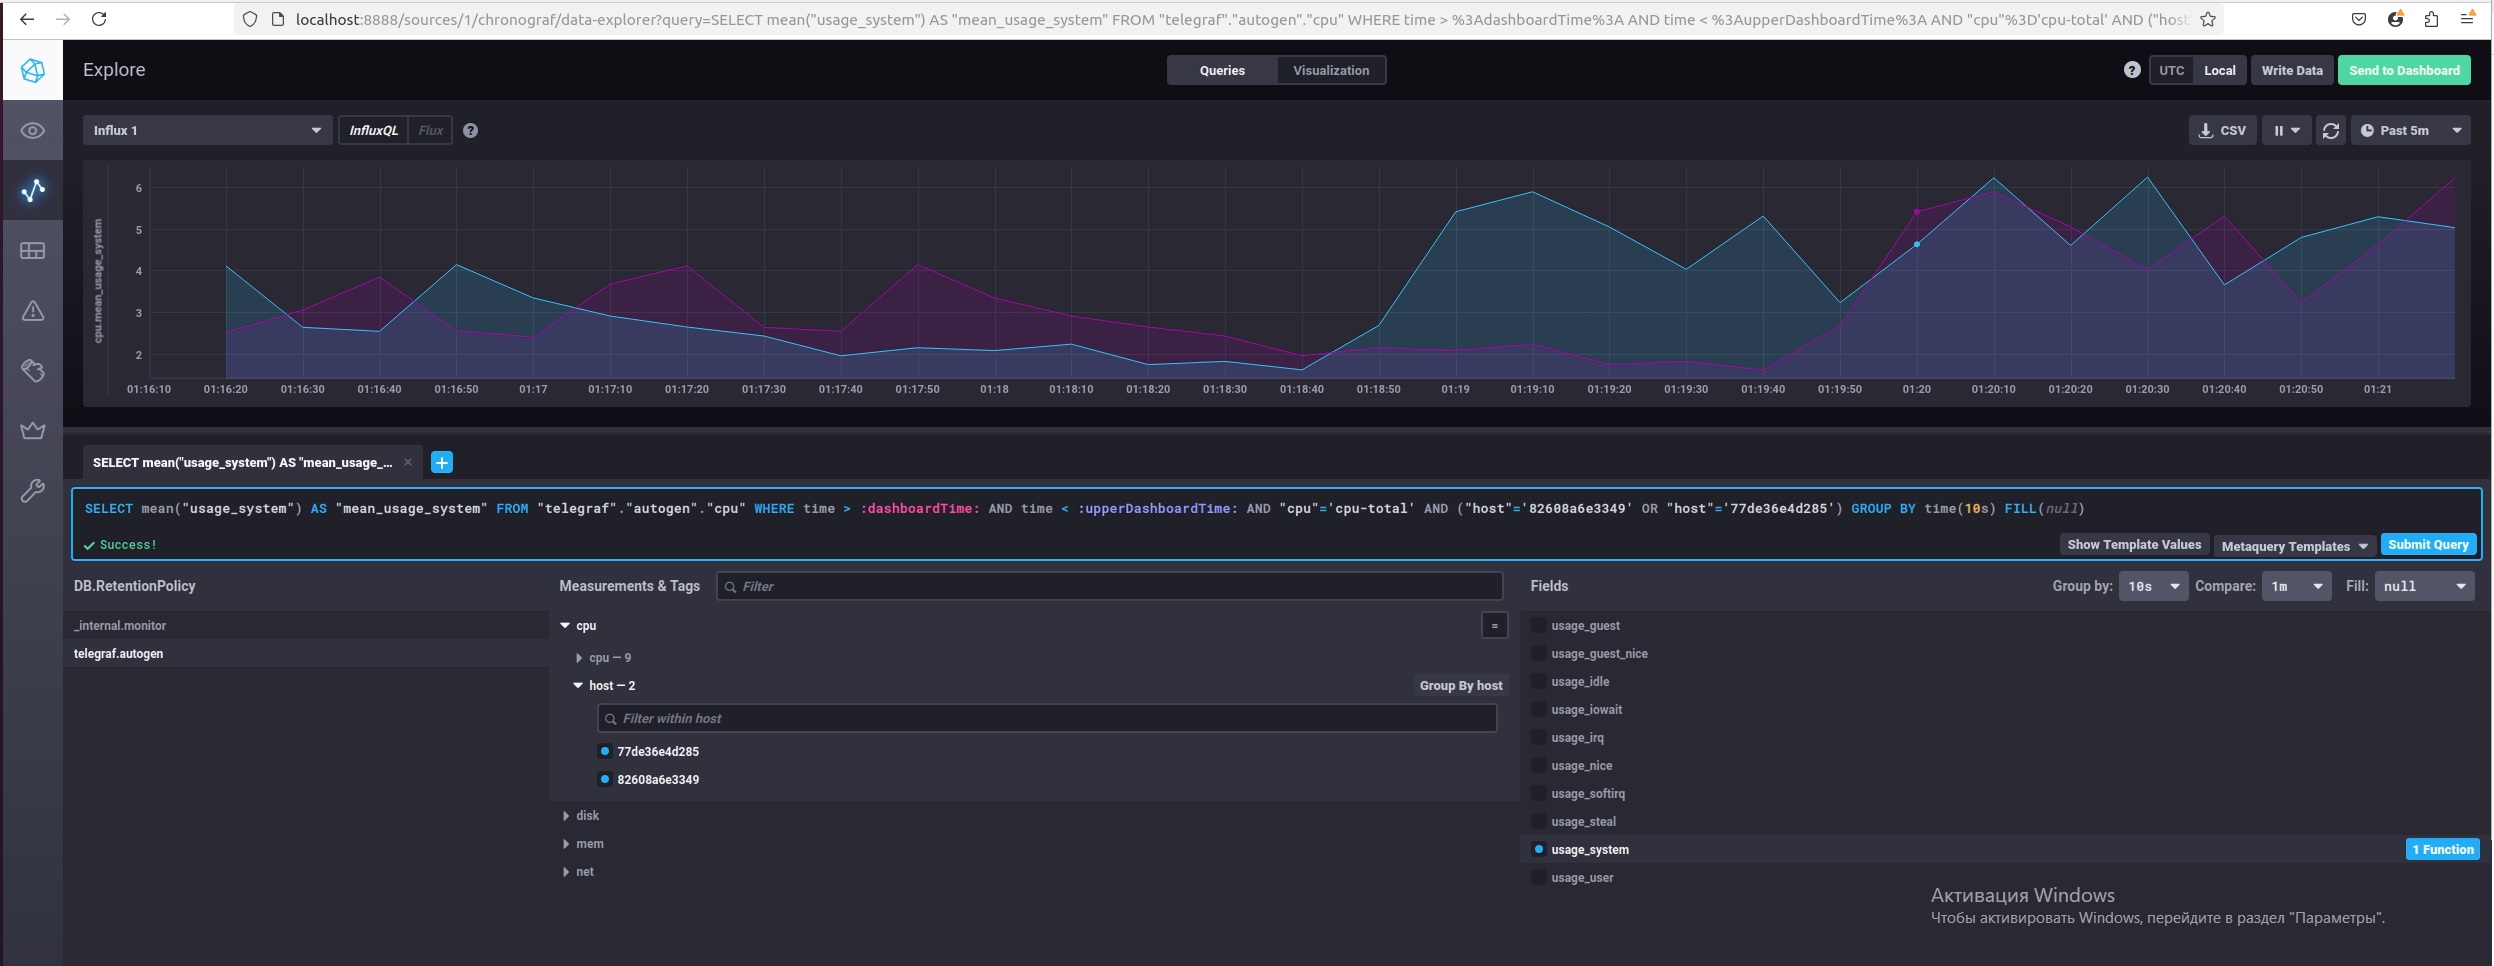 localhost:8888/sources/1/chronograf/data-explorer?query=SELECT mean("usage_system") AS "mean_usage_system" FROM "telegraf"."autogen"."cpu" WHERE time > %3AdashboardTime%3A AND time < %3AupperDashboardTime%3A AND "cpu"%3D'cpu-total' AND ("host
Explore
Queries Visualization
? UTC Local Write Data Send to Dashboard
Influx 1 InfluxQL Flux ?
CSV Past 5m
cpu.mean_usage_system
6
5
4
3
2
01:16:10 01:16:20 01:16:30 01:16:40 01:16:50 01:17 01:17:10 01:17:20 01:17:30 01:17:40 01:17:50 01:18 01:18:10 01:18:20 01:18:30 01:18:40 01:18:50 01:19 01:19:10 01:19:20 01:19:30 01:19:40 01:19:50 01:20 01:20:10 01:20:20 01:20:30 01:20:40 01:20:50 01:21
SELECT mean("usage_system") AS "mean_usage_... × +
SELECT mean("usage_system") AS "mean_usage_system" FROM "telegraf"."autogen"."cpu" WHERE time > :dashboardTime: AND time < :upperDashboardTime: AND "cpu"='cpu-total' AND ("host"='82608a6e3349' OR "host"='77de36e4d285') GROUP BY time(10s) FILL(null)
Success!
Show Template Values Metaquery Templates Submit Query
DB.RetentionPolicy
_internal.monitor
telegraf.autogen
Measurements & Tags Filter
cpu =
cpu — 9
host — 2 Group By host
Filter within host
77de36e4d285
82608a6e3349
disk
mem
net
Fields Group by: 10s Compare: 1m Fill: null
usage_guest
usage_guest_nice
usage_idle
usage_iowait
usage_irq
usage_nice
usage_softirq
usage_steal
usage_system 1 Function
usage_user
Активация Windows
Чтобы активировать Windows, перейдите в раздел "Параметры".